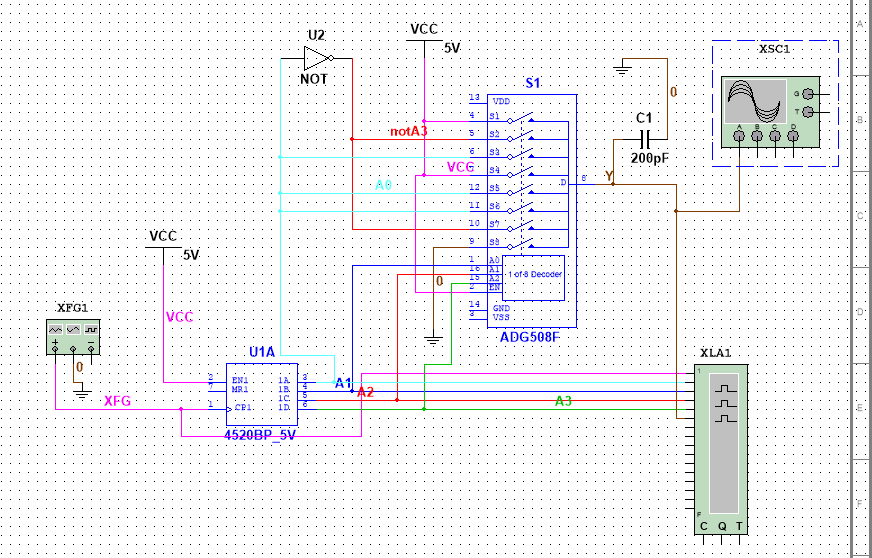 A
B
C
D
E
F
U2
NOT
VCC
5V
S1
XSC1
G
T
A
B
C
D
C1
200pF
0
notA3
VCC
A0
Y
0
13
VDD
4
S1
5
S2
6
S3
7
S4
12
S5
11
S6
10
S7
9
S8
D
8
1
A0
16
A1
15
A2
2
EN
14
GND
3
VSS
1 of 8 Decoder
ADG508F
VCC
5V
VCC
XFG1
+
−
0
XFG
U1A
2
EN1
7
MR1
1
CP1
1A
3
1B
4
1C
5
1D
6
4520BP_5V
A1
A2
A3
XLA1
1
F
C Q T